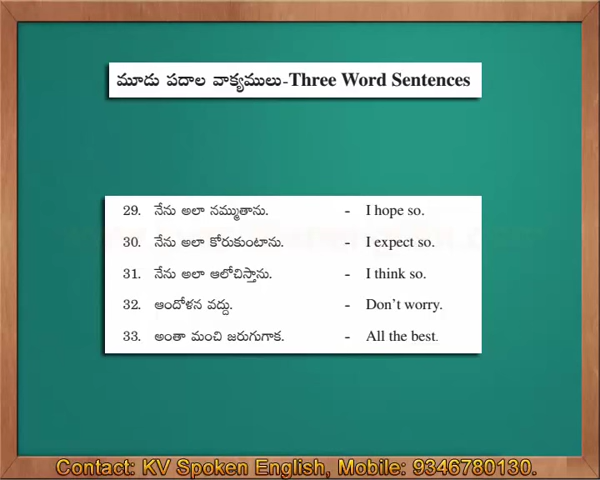 మూడు పదాల వాక్యములు-Three Word Sentences
29. నేను అలా నమ్ముతాను. - I hope so.
30. నేను అలా కోరుకుంటాను. - I expect so.
31. నేను అలా ఆలోచిస్తాను. - I think so.
32. ఆందోళన వద్దు. - Don't worry.
33. అంతా మంచి జరుగుగాక. - All the best.
Contact: KV Spoken English, Mobile: 9346780130.